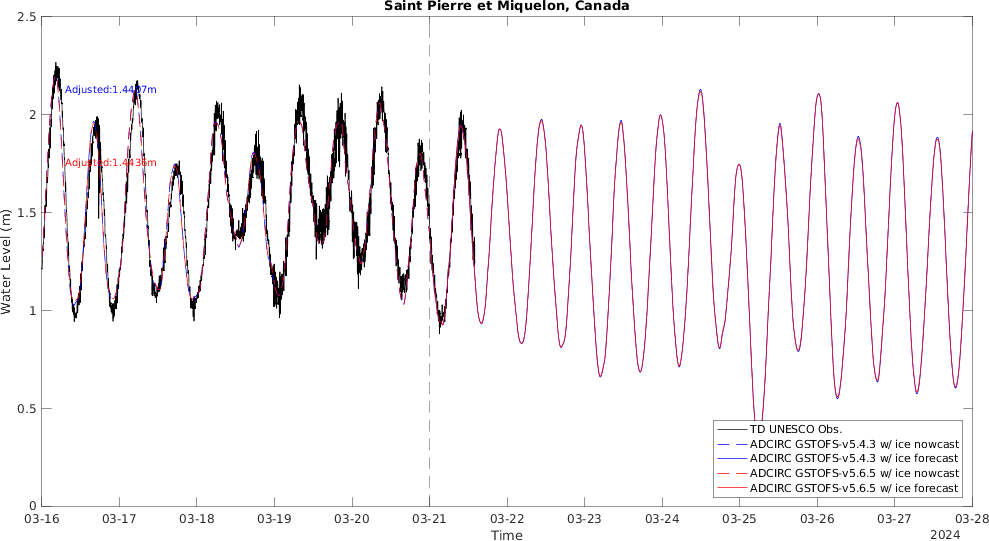 Saint Pierre et Miquelon, Canada
2.5
2
1.5
1
0.5
0
Water Level (m)
Adjusted:1.4407m
Adjusted:1.4436m
TD UNESCO Obs.
ADCIRC GSTOFS-v5.4.3 w/ ice nowcast
ADCIRC GSTOFS-v5.4.3 w/ ice forecast
ADCIRC GSTOFS-v5.6.5 w/ ice nowcast
ADCIRC GSTOFS-v5.6.5 w/ ice forecast
03-16 03-17 03-18 03-19 03-20 03-21 03-22 03-23 03-24 03-25 03-26 03-27 03-28
Time
2024